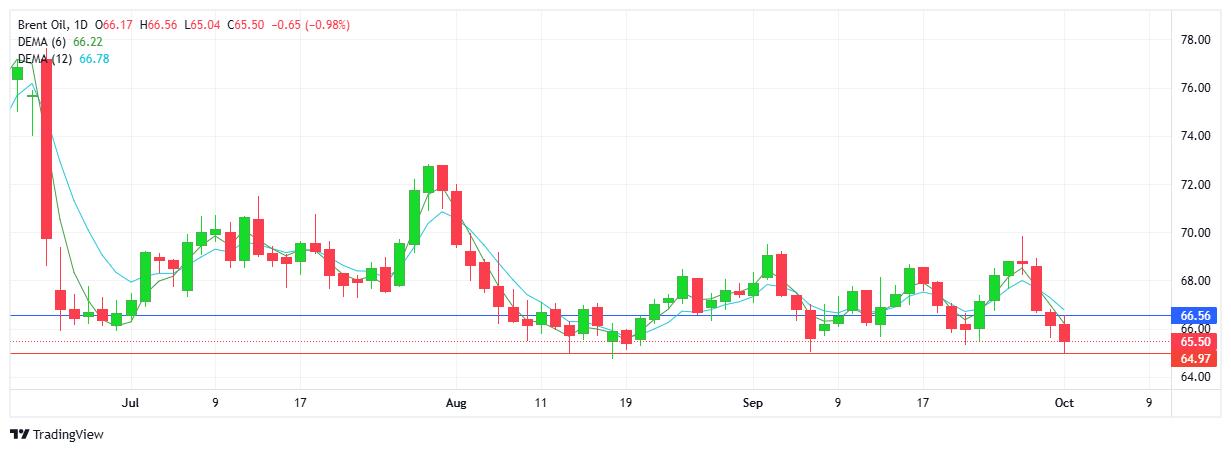 Brent Oil, 1D O66.17 H66.56 L65.04 C65.50 −0.65 (−0.98%)
DEMA (6) 66.22
DEMA (12) 66.78
78.00
76.00
74.00
72.00
70.00
68.00
66.56
66.00
65.50
64.97
64.00
Jul 9 17 Aug 11 19 Sep 9 17 Oct 9
TradingView